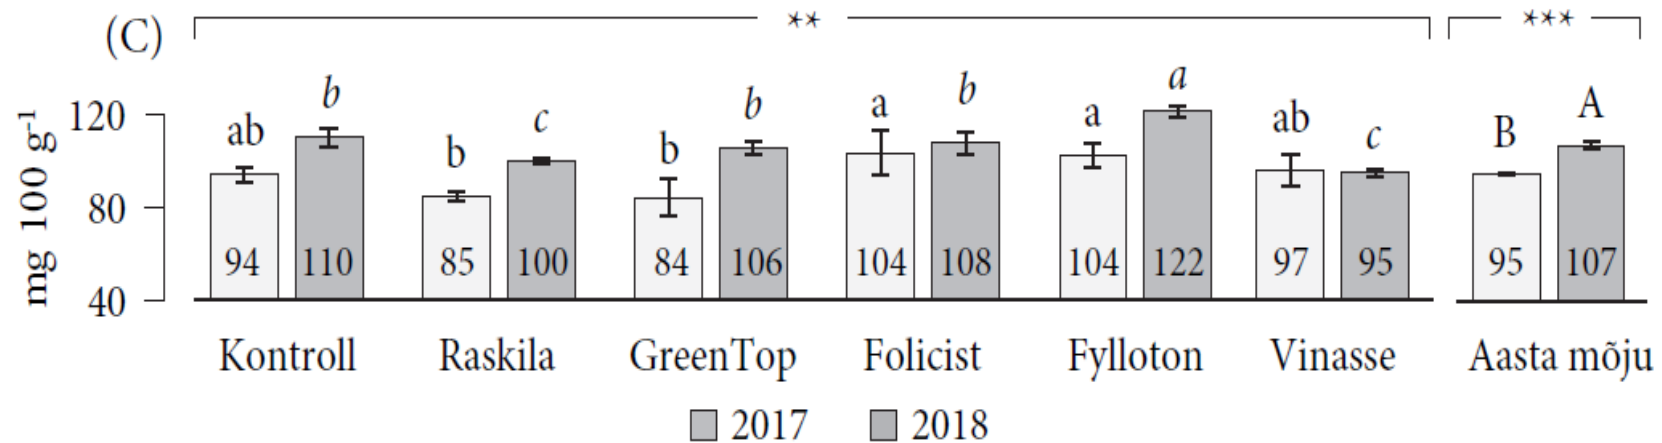 (C) ** ***
mg 100 g⁻¹
120
80
40
ab b b c b b a b a a ab c B A
94 110 85 100 84 106 104 108 104 122 97 95 95 107
Kontroll Raskila GreenTop Folicist Fylloton Vinasse Aasta mõju
2017 2018